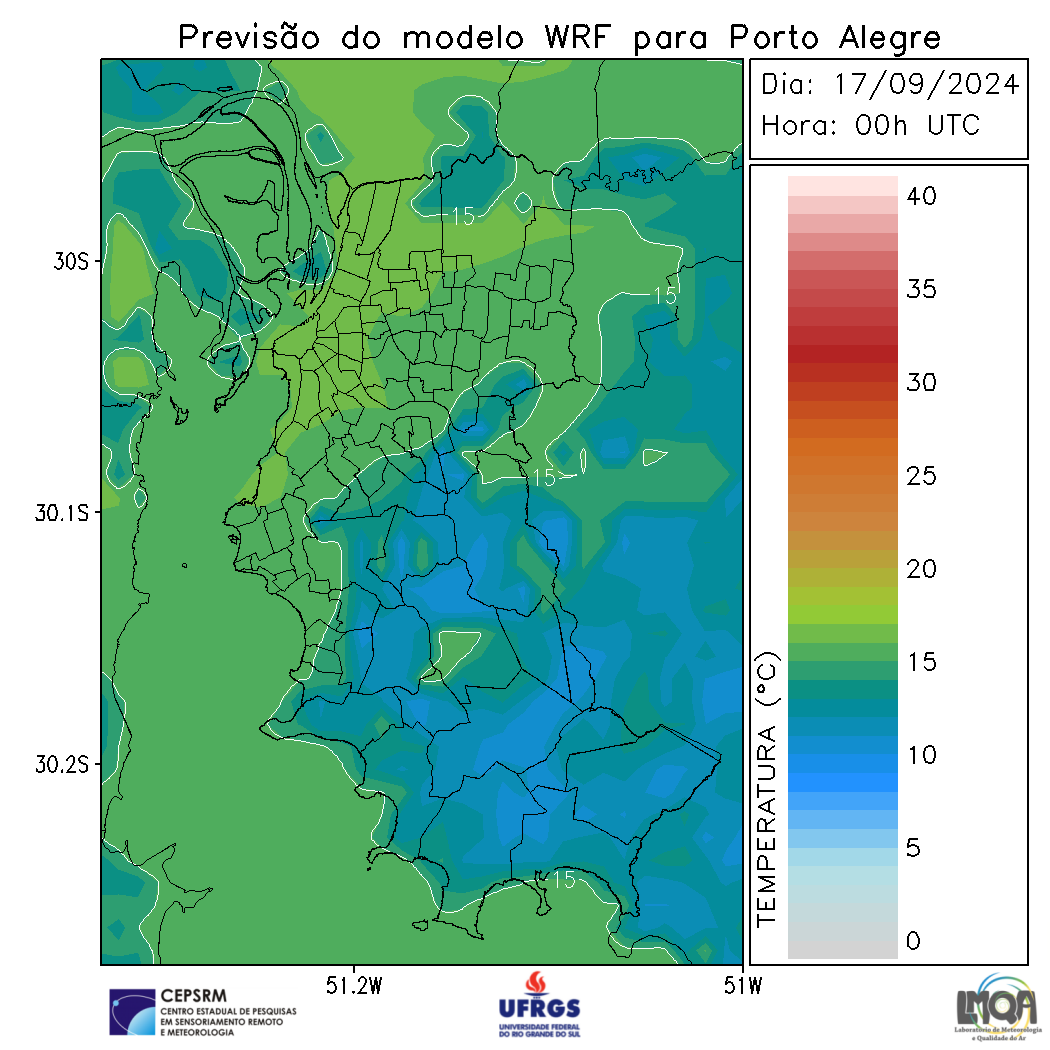 Previsão do modelo WRF para Porto Alegre
Dia: 17/09/2024
Hora: 00h UTC
30S
30.1S
30.2S
51.2W
51W
15
15
15
15
TEMPERATURA (°C)
40
35
30
25
20
15
10
5
0
CEPSRM
CENTRO ESTADUAL DE PESQUISAS
EM SENSORIAMENTO REMOTO
E METEOROLOGIA
UFRGS
UNIVERSIDADE FEDERAL
DO RIO GRANDE DO SUL
LMQA
Laboratório de Meteorologia
e Qualidade do Ar